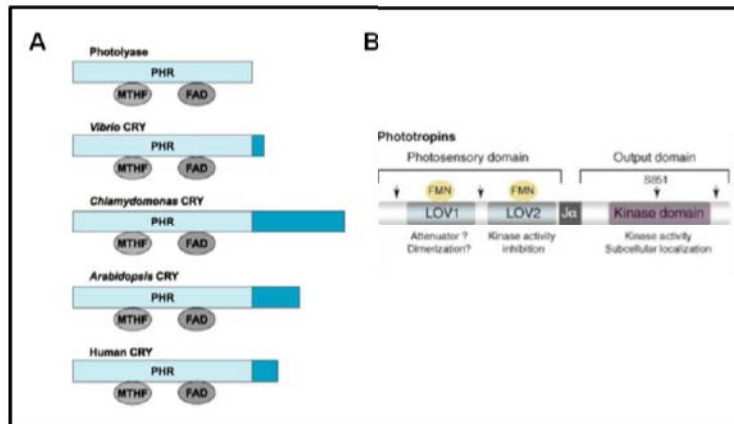 A
Photolyase
PHR
MTHF FAD
Vibrio CRY
PHR
MTHF FAD
Chlamydomonas CRY
PHR
MTHF FAD
Arabidopsis CRY
PHR
MTHF FAD
Human CRY
PHR
MTHF FAD
B
Phototropins
Photosensory domain Output domain
S851
FMN FMN
LOV1 LOV2 Jα Kinase domain
Attenuator ? Kinase activity Kinase activity
Dimerization? inhibition Subcellular localization